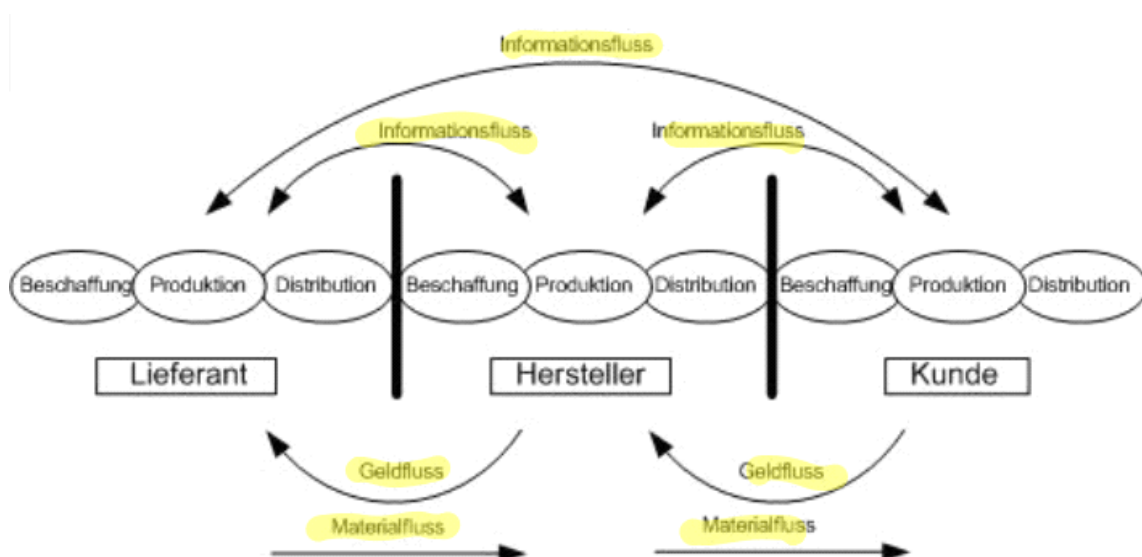 Informationsfluss
Informationsfluss Informationsfluss
Beschaffung Produktion Distribution Beschaffung Produktion Distribution Beschaffung Produktion Distribution
Lieferant Hersteller Kunde
Geldfluss Geldfluss
Materialfluss Materialfluss